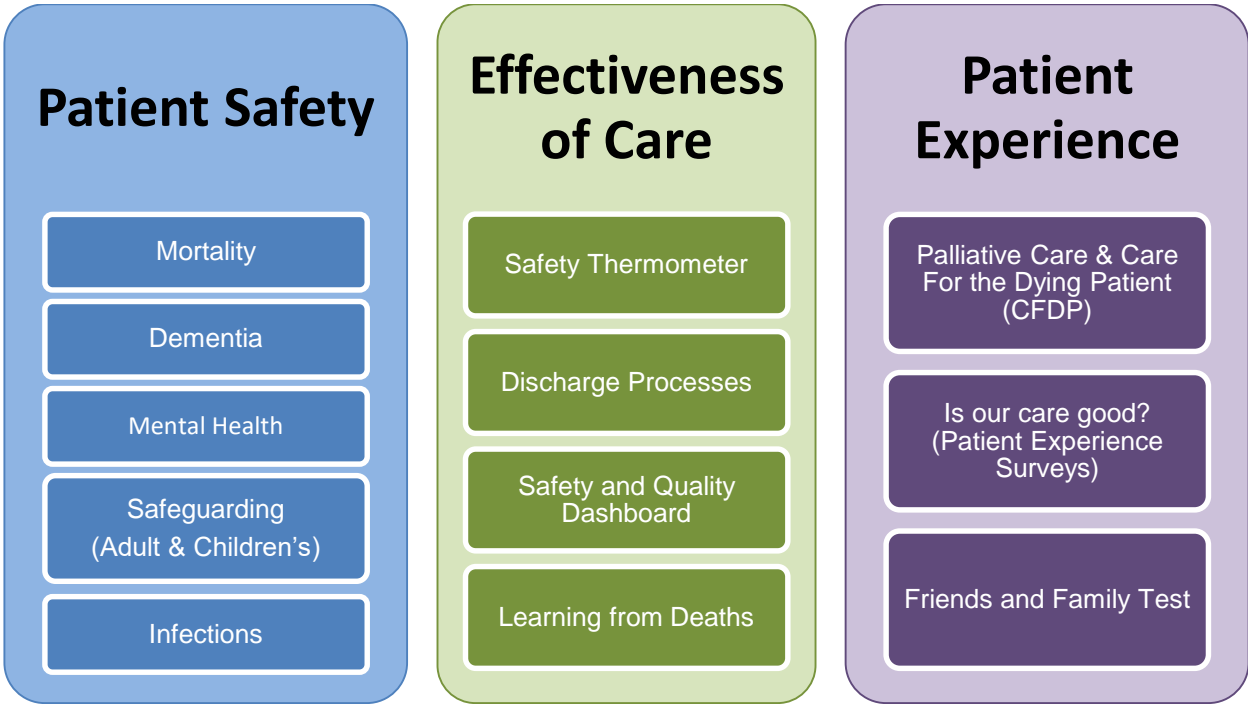 Patient Safety
Mortality
Dementia
Mental Health
Safeguarding
(Adult & Children’s)
Infections
Effectiveness
of Care
Safety Thermometer
Discharge Processes
Safety and Quality
Dashboard
Learning from Deaths
Patient
Experience
Palliative Care & Care
For the Dying Patient
(CFDP)
Is our care good?
(Patient Experience
Surveys)
Friends and Family Test